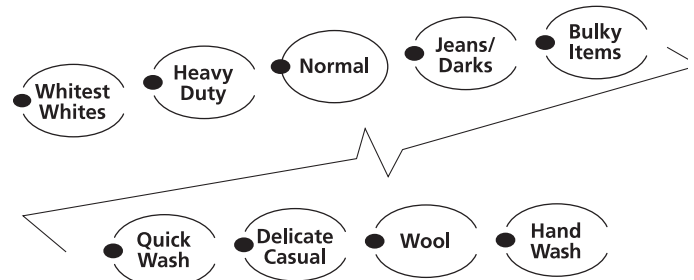 Whitest
Whites
Heavy
Duty
Normal
Jeans/
Darks
Bulky
Items
Quick
Wash
Delicate
Casual
Wool
Hand
Wash